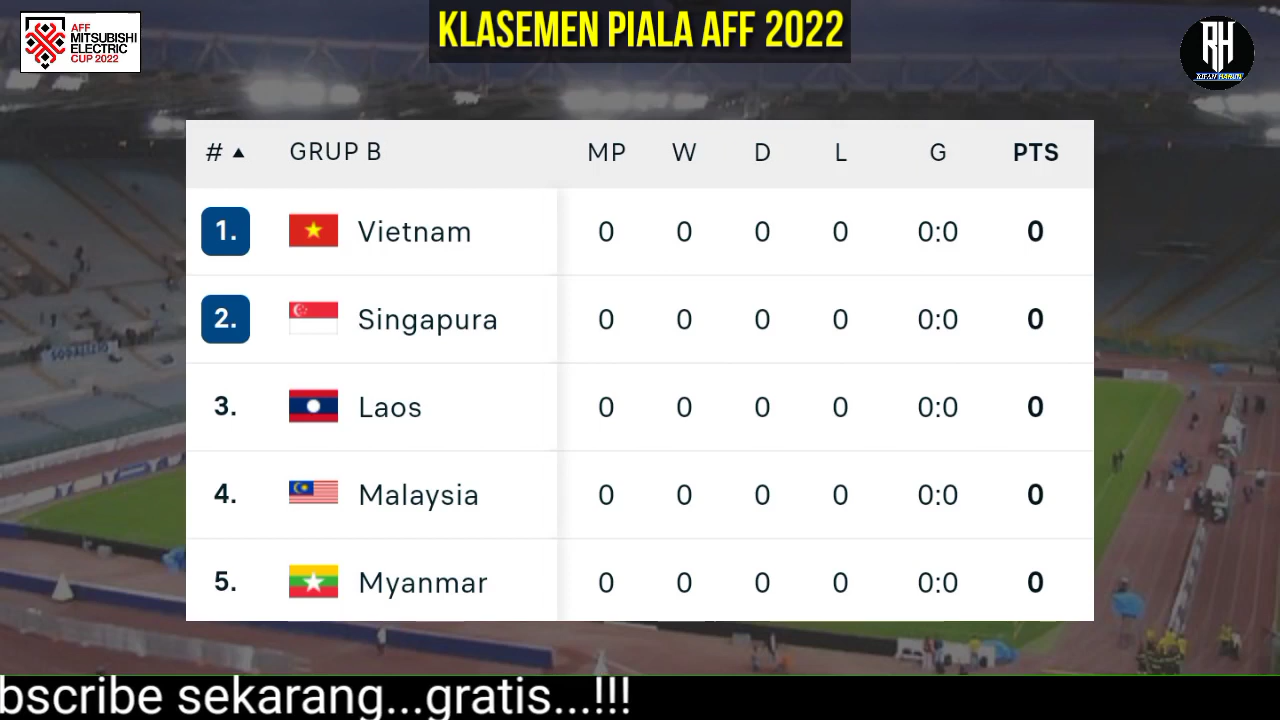 KLASEMEN PIALA AFF 2022
AFF
MITSUBISHI
ELECTRIC
CUP 2022
RH
# ▲ GRUP B MP W D L G PTS
1. Vietnam 0 0 0 0 0:0 0
2. Singapura 0 0 0 0 0:0 0
3. Laos 0 0 0 0 0:0 0
4. Malaysia 0 0 0 0 0:0 0
5. Myanmar 0 0 0 0 0:0 0
bscribe sekarang...gratis...!!!